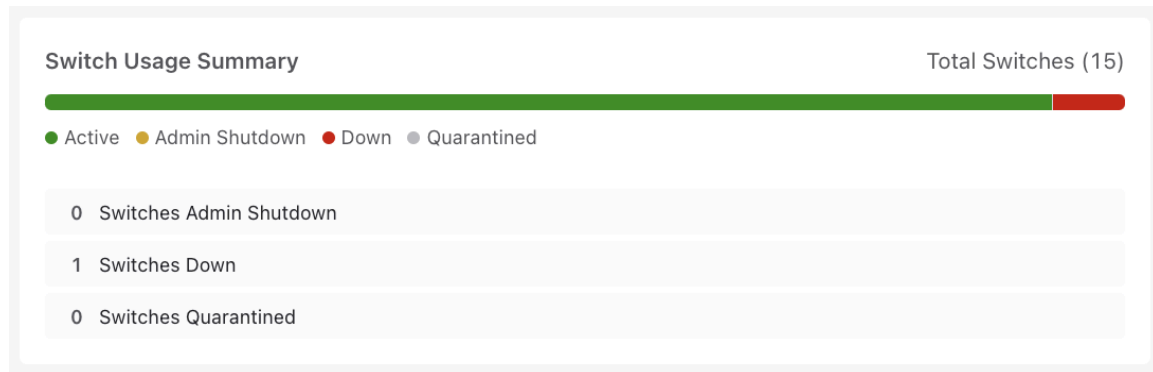 Switch Usage Summary Total Switches (15)
Active Admin Shutdown Down Quarantined
0 Switches Admin Shutdown
1 Switches Down
0 Switches Quarantined